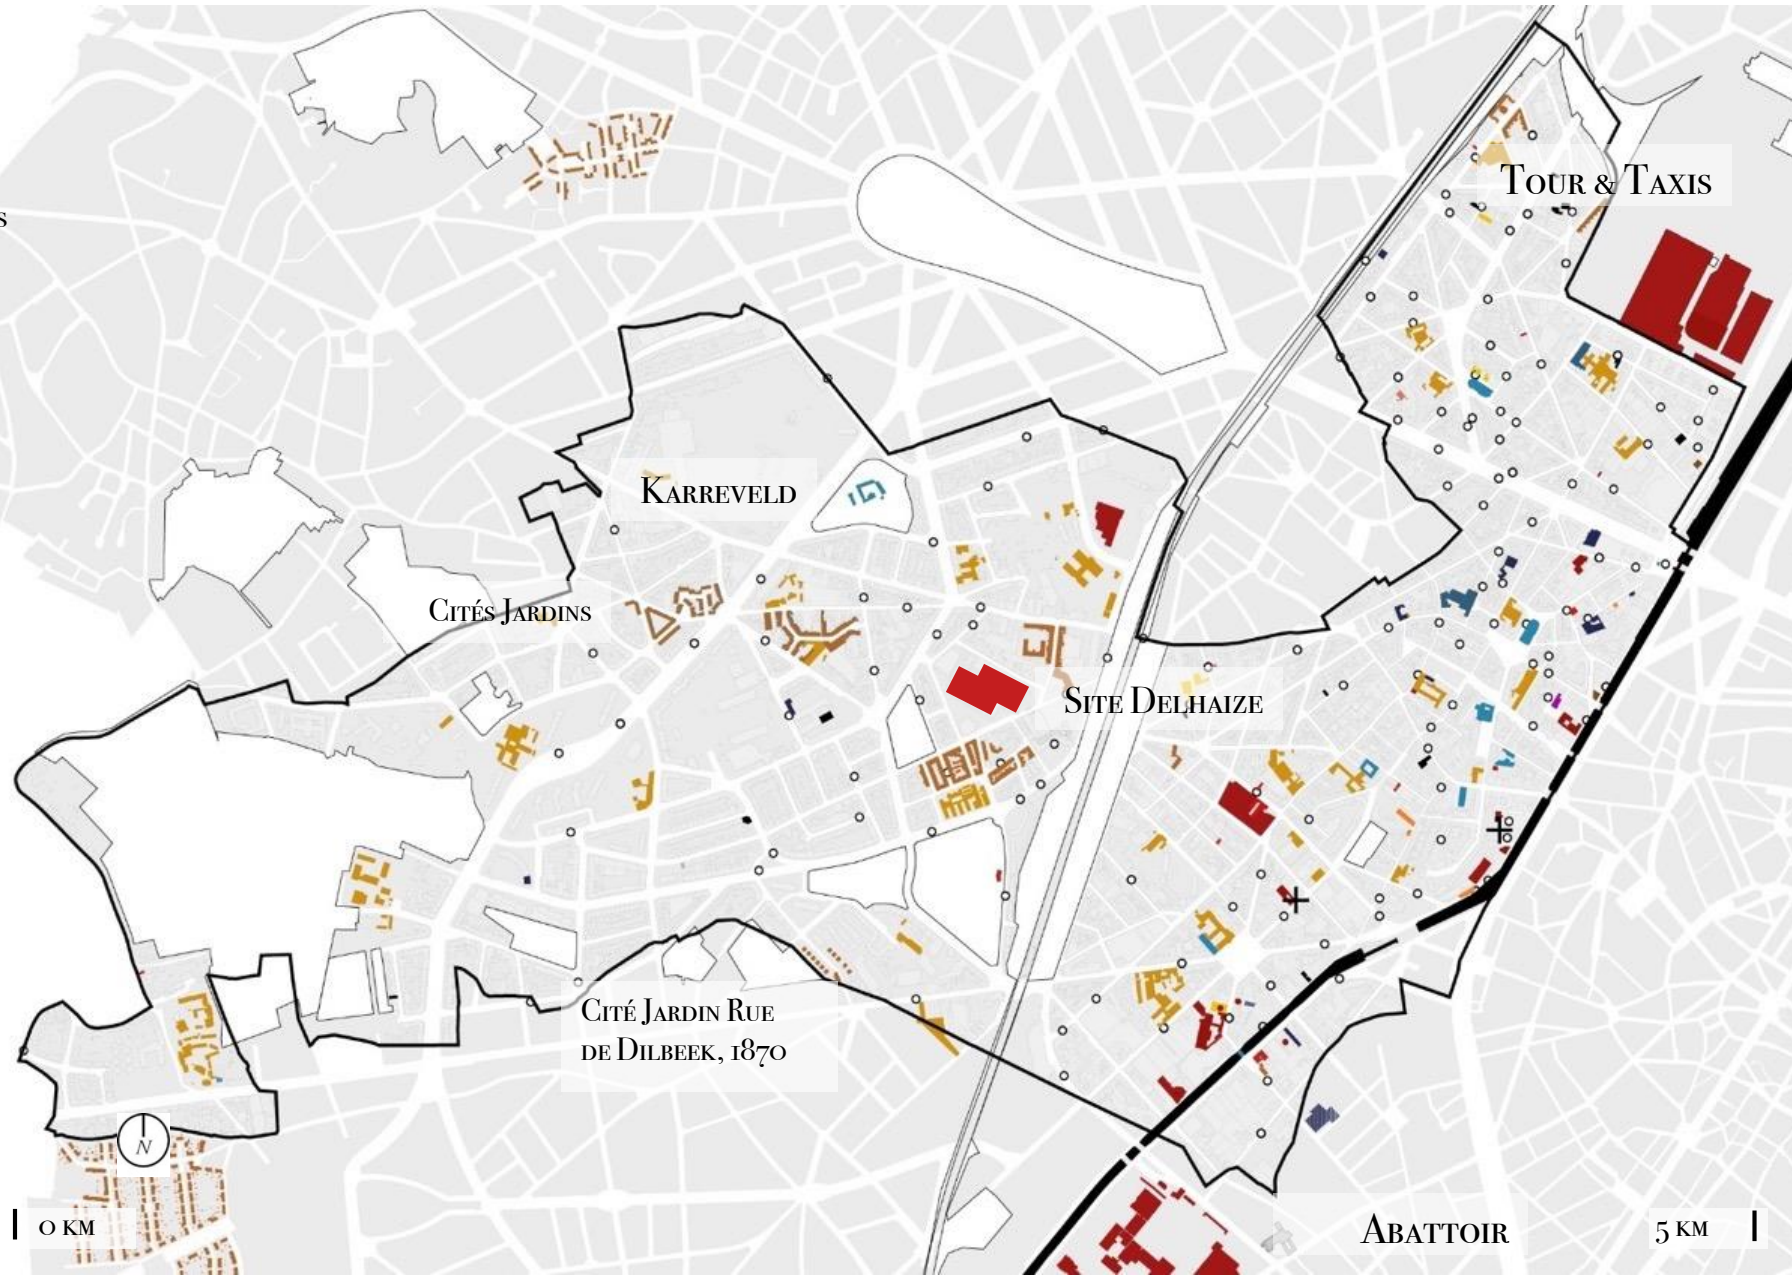 Tour & Taxis
s
Karreveld
Cités Jardins
Site Delhaize
Cité Jardin Rue
de Dilbeek, 1870
N
0 km
Abattoir
5 km